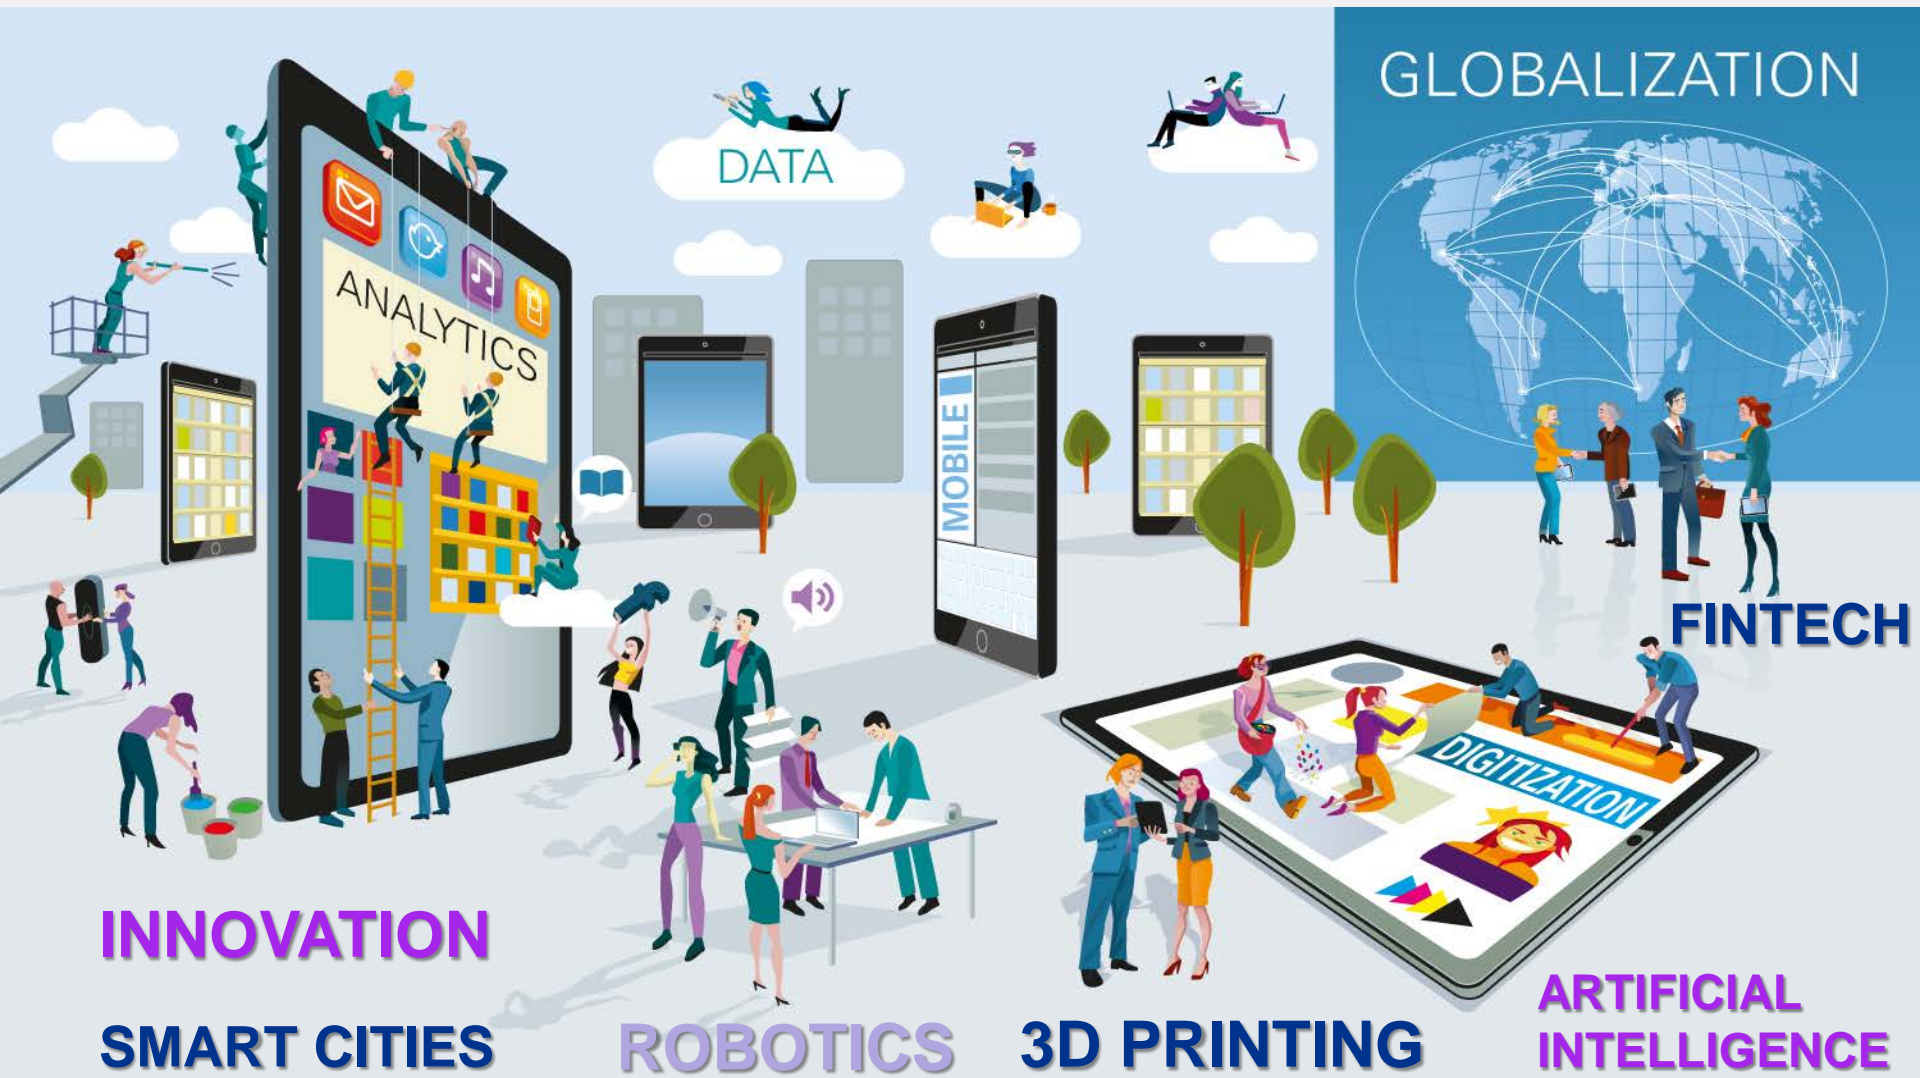 GLOBALIZATION
DATA
ANALYTICS
MOBILE
FINTECH
DIGITIZATION
INNOVATION
ARTIFICIAL
INTELLIGENCE
SMART CITIES
ROBOTICS
3D PRINTING